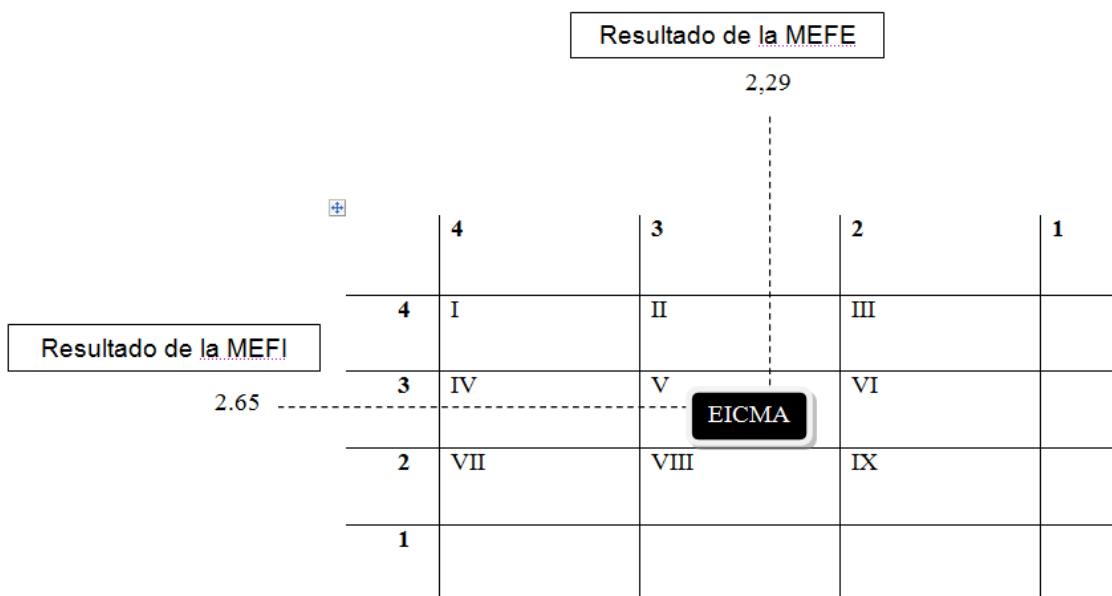 Resultado de la MEFE
2,29
4 3 2 1
4 I II III
Resultado de la MEFI
3 IV V VI
2.65
EICMA
2 VII VIII IX
1